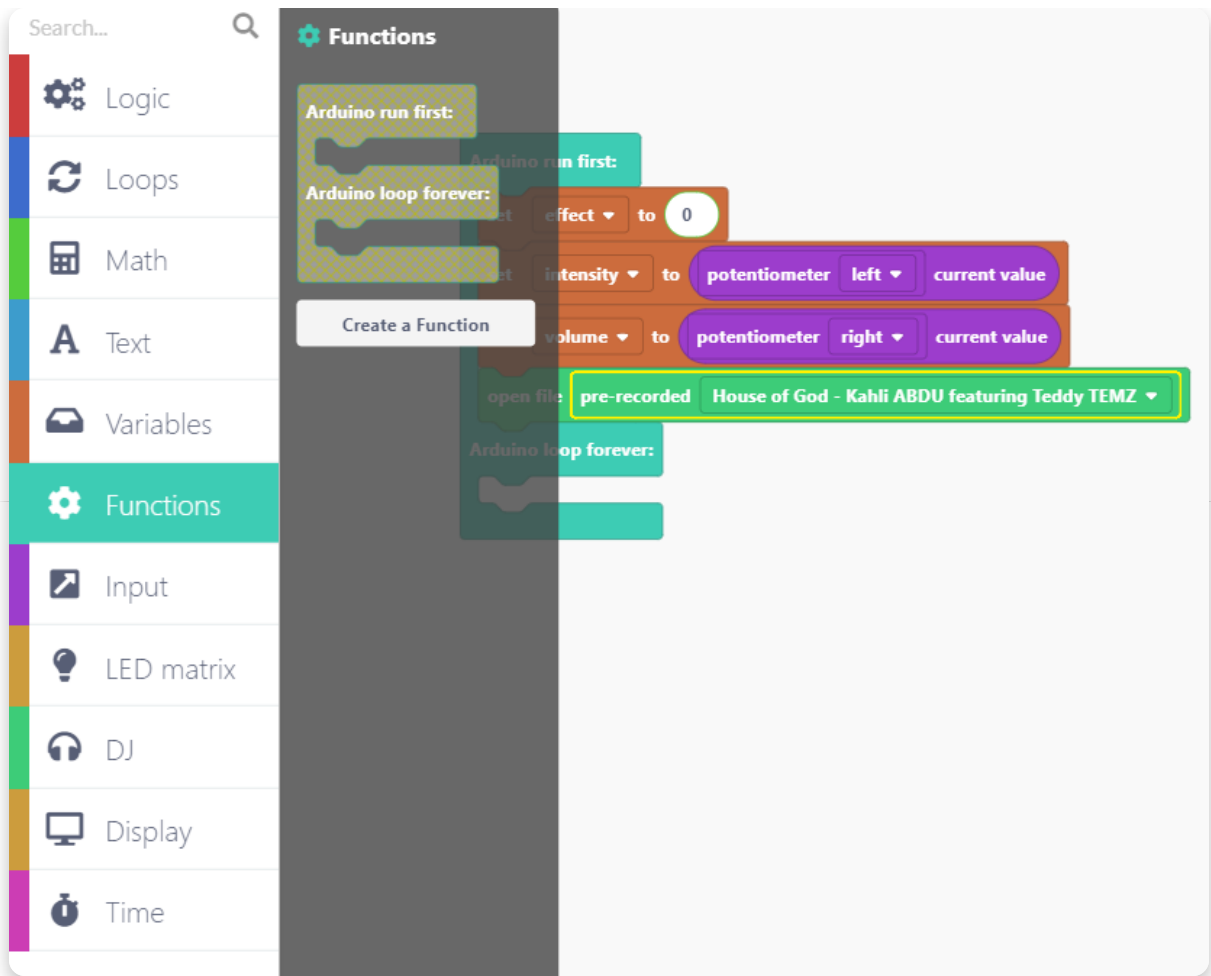 Search...
Logic
Loops
Math
Text
Variables
Functions
Input
LED matrix
DJ
Display
Time
Functions
Arduino run first:
Arduino loop forever:
Create a Function
Arduino run first:
effect to 0
intensity to potentiometer left current value
volume to potentiometer right current value
open file pre-recorded House of God - Kahli ABDU featuring Teddy TEMZ
Arduino loop forever: